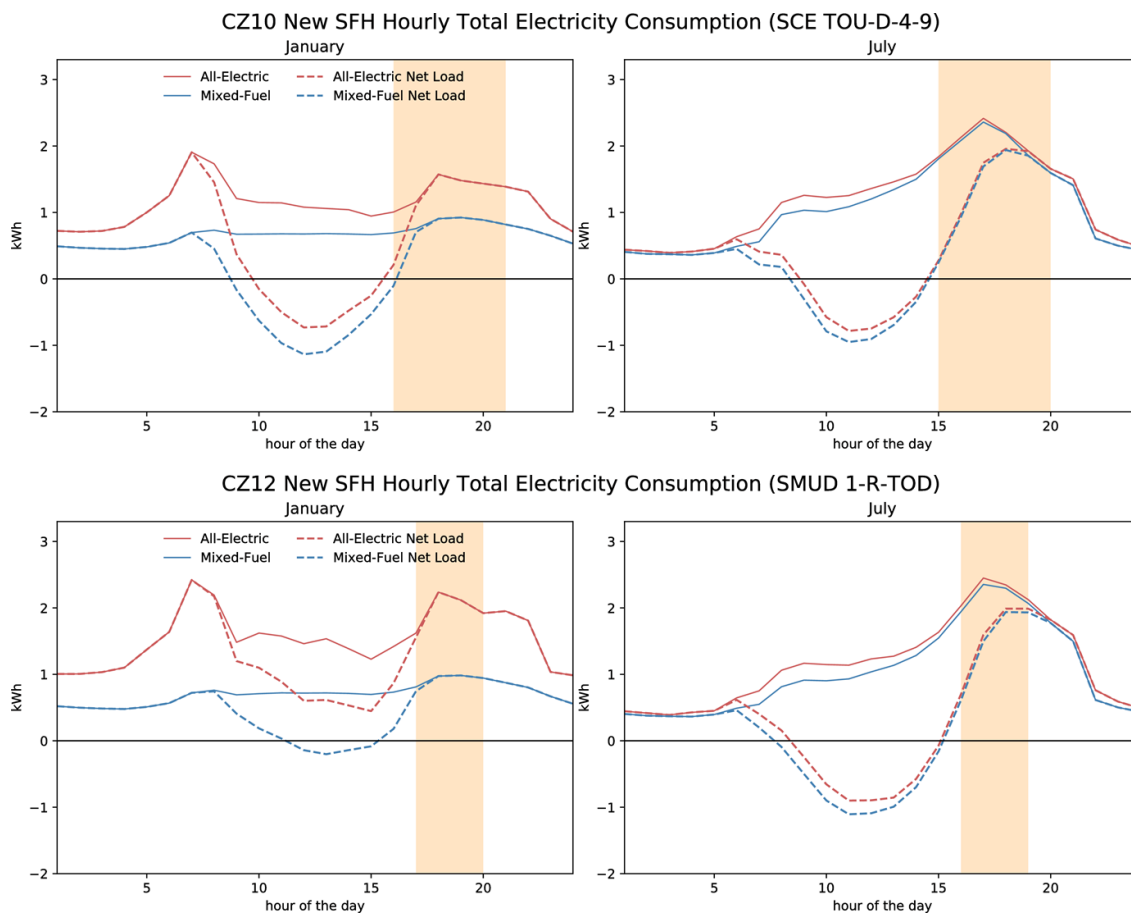 CZ10 New SFH Hourly Total Electricity Consumption (SCE TOU-D-4-9)
January
July
3
2
1
0
−1
−2
kWh
All-Electric
Mixed-Fuel
All-Electric Net Load
Mixed-Fuel Net Load
5
10
15
20
hour of the day
3
2
1
0
−1
−2
kWh
5
10
15
20
hour of the day
CZ12 New SFH Hourly Total Electricity Consumption (SMUD 1-R-TOD)
January
July
3
2
1
0
−1
−2
kWh
All-Electric
Mixed-Fuel
All-Electric Net Load
Mixed-Fuel Net Load
5
10
15
20
hour of the day
3
2
1
0
−1
−2
kWh
5
10
15
20
hour of the day